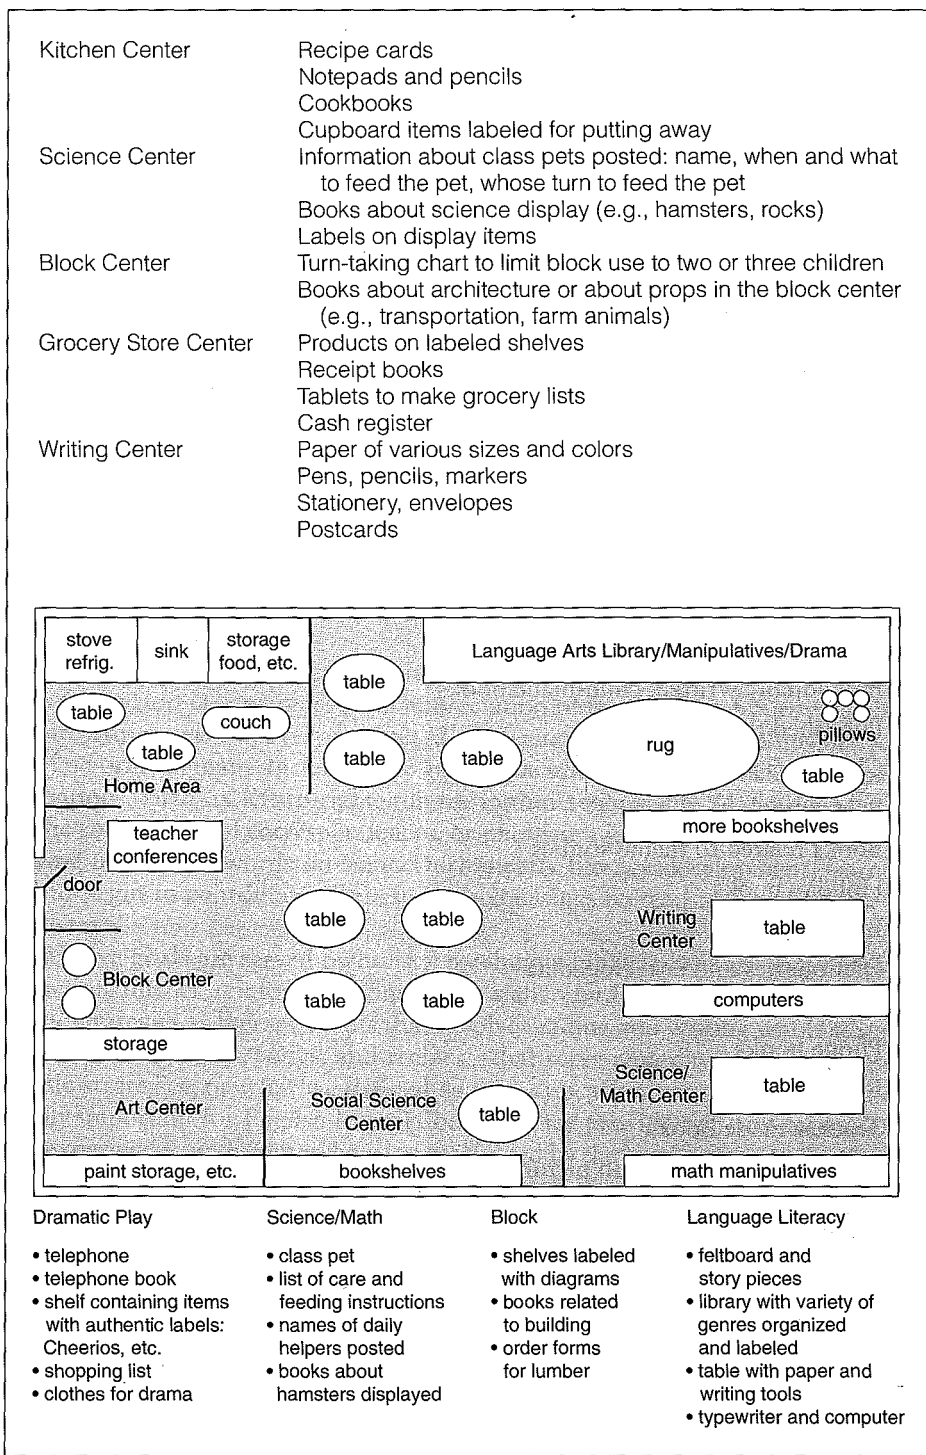 Kitchen Center Recipe cards
Notepads and pencils
Cookbooks
Cupboard items labeled for putting away
Science Center Information about class pets posted: name, when and what
to feed the pet, whose turn to feed the pet
Books about science display (e.g., hamsters, rocks)
Labels on display items
Block Center Turn-taking chart to limit block use to two or three children
Books about architecture or about props in the block center
(e.g., transportation, farm animals)
Grocery Store Center Products on labeled shelves
Receipt books
Tablets to make grocery lists
Cash register
Writing Center Paper of various sizes and colors
Pens, pencils, markers
Stationery, envelopes
Postcards
stove
refrig.
sink
storage
food, etc.
Language Arts Library/Manipulatives/Drama
table
table
couch
table
Home Area
table
table
rug
pillows
table
more bookshelves
teacher
conferences
door
table
table
Writing
Center
table
Block Center
table
table
computers
storage
Science/
Math Center
table
Art Center
Social Science
Center
table
paint storage, etc.
bookshelves
math manipulatives
Dramatic Play
• telephone
• telephone book
• shelf containing items
with authentic labels:
Cheerios, etc.
• shopping list
• clothes for drama
Science/Math
• class pet
• list of care and
feeding instructions
• names of daily
helpers posted
• books about
hamsters displayed
Block
• shelves labeled
with diagrams
• books related
to building
• order forms
for lumber
Language Literacy
• feltboard and
story pieces
• library with variety of
genres organized
and labeled
• table with paper and
writing tools
• typewriter and computer